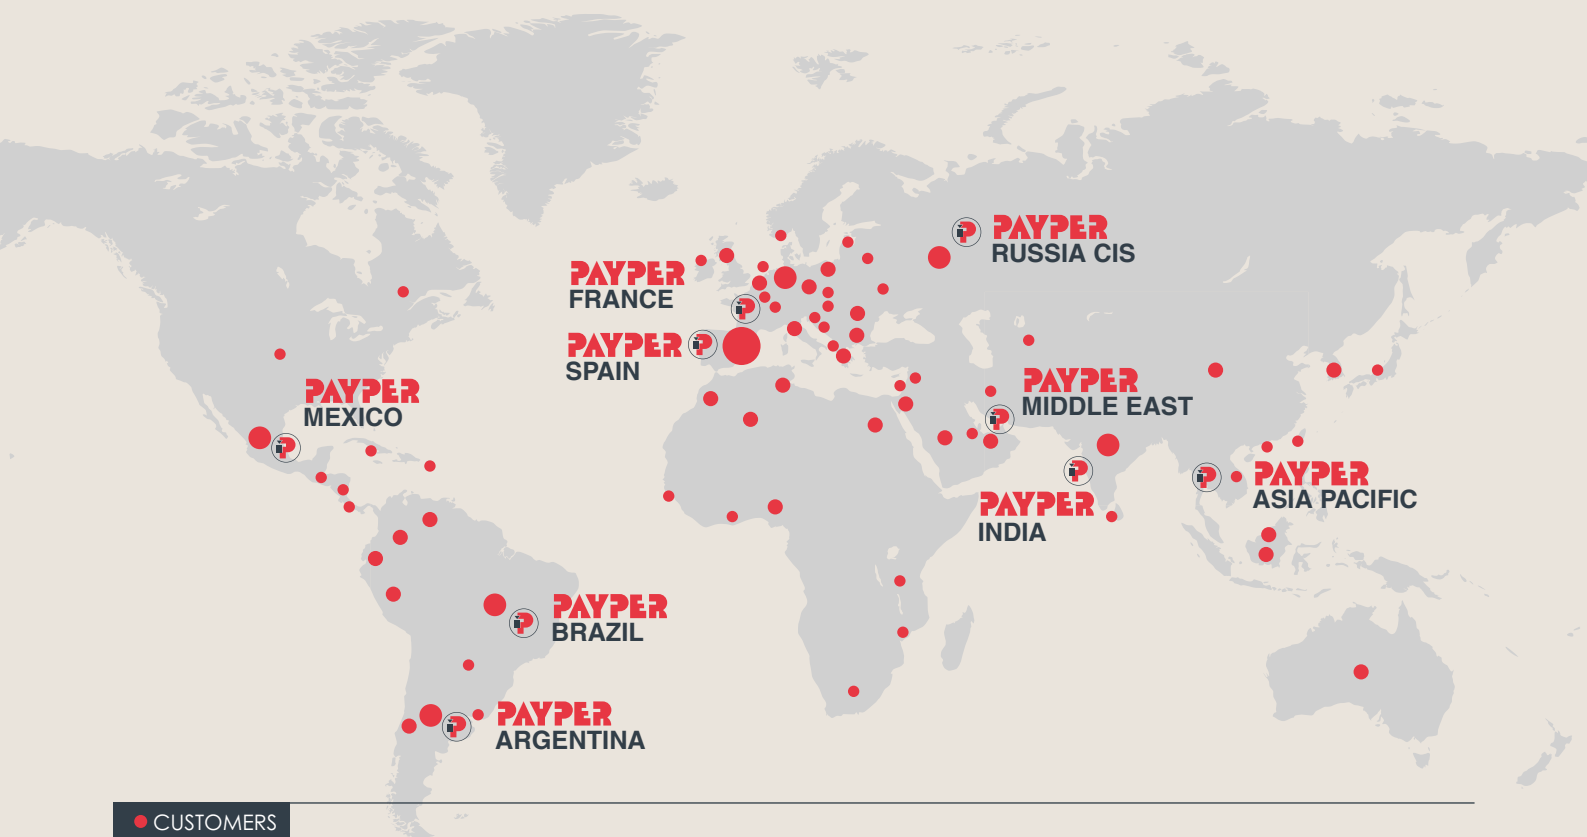 PAYPER
RUSSIA CIS
PAYPER
FRANCE
PAYPER
SPAIN
PAYPER
MEXICO
PAYPER
MIDDLE EAST
PAYPER
ASIA PACIFIC
PAYPER
INDIA
PAYPER
BRAZIL
PAYPER
ARGENTINA
CUSTOMERS